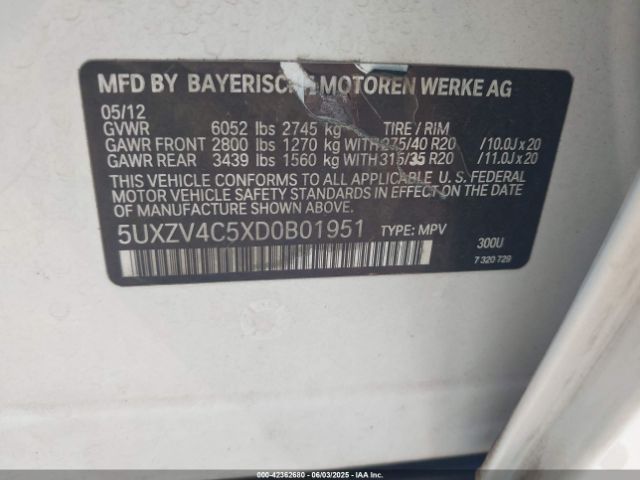 MFD BY BAYERISCHE MOTOREN WERKE AG
05/12
GVWR 6052 lbs 2745 kg TIRE / RIM
GAWR FRONT 2800 lbs 1270 kg WITH 275/40 R20 /10.0J x 20
GAWR REAR 3439 lbs 1560 kg WITH 315/35 R20 /11.0J x 20
THIS VEHICLE CONFORMS TO ALL APPLICABLE U. S. FEDERAL
MOTOR VEHICLE SAFETY STANDARDS IN EFFECT ON THE DATE
OF MANUFACTURE SHOWN ABOVE.
5UXZV4C5XD0B01951 TYPE: MPV
300U
7 320 729
000-42362680 - 06/03/2025 - IAA Inc.